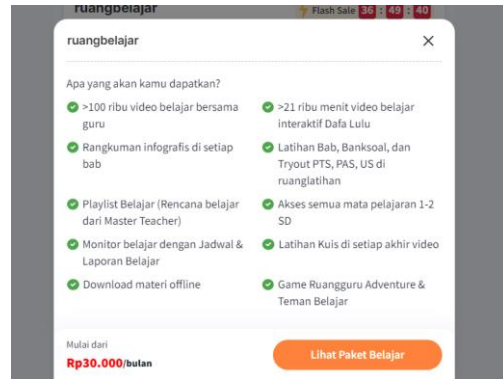 ruangbelajar
Flash Sale 36 : 49 : 40
ruangbelajar
Apa yang akan kamu dapatkan?
>100 ribu video belajar bersama
guru
>21 ribu menit video belajar
interaktif Dafa Lulu
Rangkuman infografis di setiap
bab
Latihan Bab, Banksoal, dan
Tryout PTS, PAS, US di
ruanglatihan
Playlist Belajar (Rencana belajar
dari Master Teacher)
Akses semua mata pelajaran 1-2
SD
Monitor belajar dengan Jadwal &
Laporan Belajar
Latihan Kuis di setiap akhir video
Download materi offline
Game Ruangguru Adventure &
Teman Belajar
Mulai dari
Rp30.000/bulan
Lihat Paket Belajar